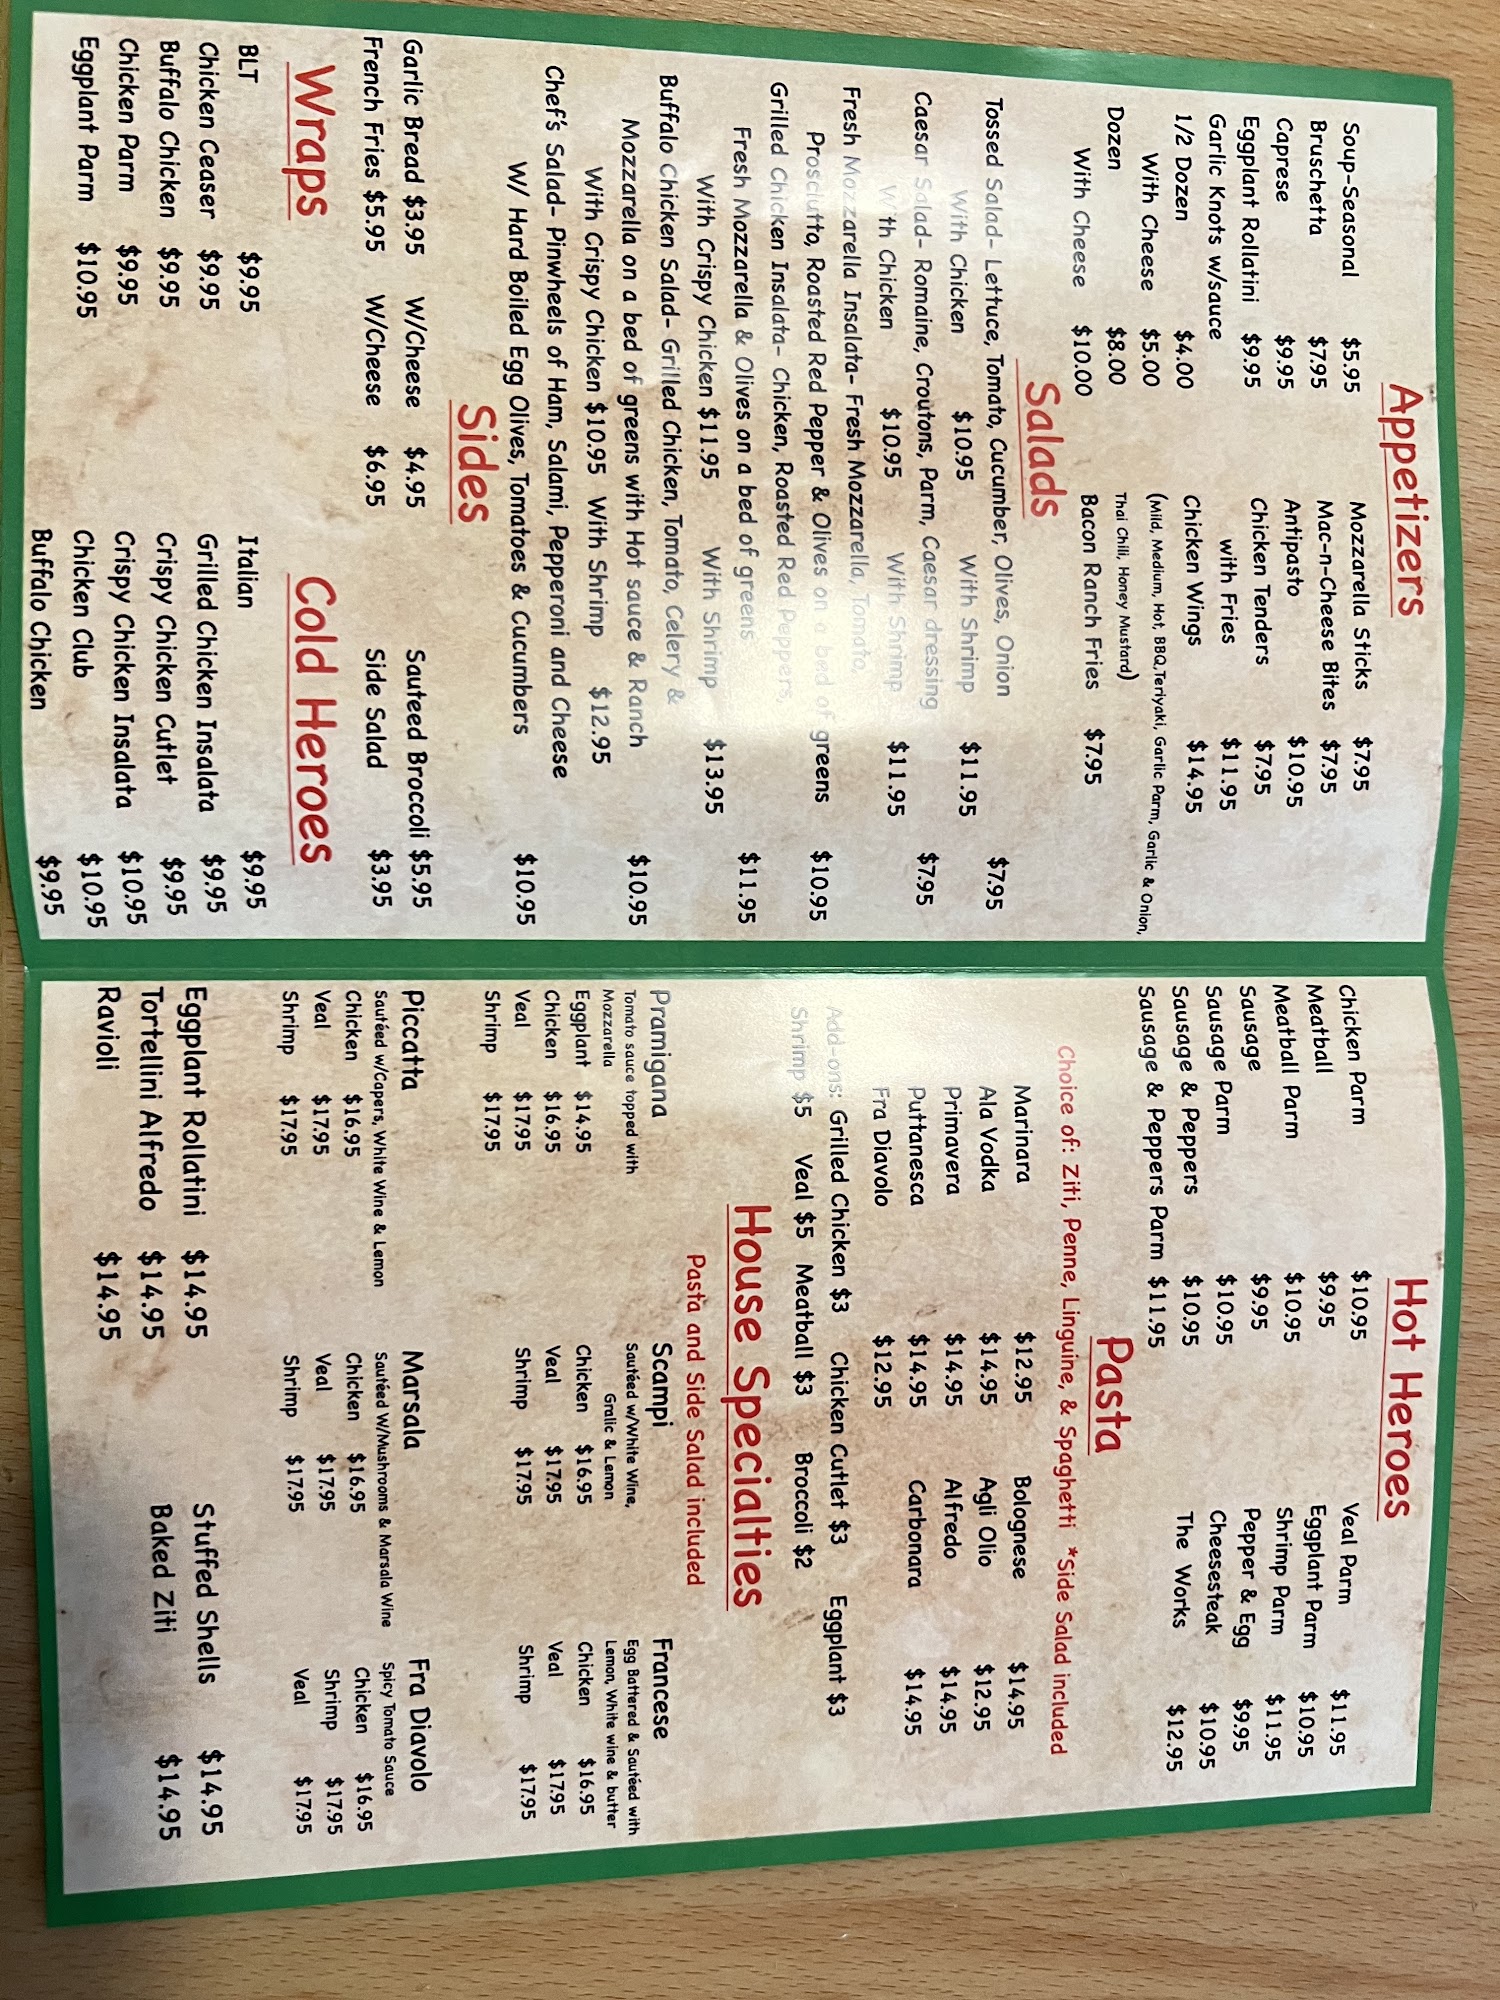 Appetizers
Soup-Seasonal $5.95 Mozzarella Sticks $7.95
Bruschetta $7.95 Mac-n-Cheese Bites $7.95
Caprese $9.95 Antipasto $10.95
Eggplant Rollatini $9.95 Chicken Tenders $7.95
Garlic Knots w/sauce with Fries $11.95
1/2 Dozen $4.00 Chicken Wings $14.95
With Cheese $5.00 (Mild, Medium, Hot, BBQ,Teriyaki, Garlic Parm, Garlic & Onion,
Dozen $8.00 Thai Chili, Honey Mustard)
With Cheese $10.00 Bacon Ranch Fries $7.95
Salads
Tossed Salad- Lettuce, Tomato, Cucumber, Olives, Onion $7.95
With Chicken $10.95 With Shrimp $11.95
Caesar Salad- Romaine, Croutons, Parm, Caesar dressing $7.95
With Chicken $10.95 With Shrimp $11.95
Fresh Mozzarella Insalata- Fresh Mozzarella, Tomato,
Prosciutto, Roasted Red Pepper & Olives on a bed of greens $10.95
Grilled Chicken Insalata- Chicken, Roasted Red Peppers,
Fresh Mozzarella & Olives on a bed of greens $11.95
With Crispy Chicken $11.95 With Shrimp $13.95
Buffalo Chicken Salad- Grilled Chicken, Tomato, Celery &
Mozzarella on a bed of greens with Hot sauce & Ranch $10.95
With Crispy Chicken $10.95 With Shrimp $12.95
Chef's Salad- Pinwheels of Ham, Salami, Pepperoni and Cheese
W/ Hard Boiled Egg Olives, Tomatoes & Cucumbers $10.95
Sides
Garlic Bread $3.95 W/Cheese $4.95 Sauteed Broccoli $5.95
French Fries $5.95 W/Cheese $6.95 Side Salad $3.95
Wraps
BLT $9.95
Chicken Ceaser $9.95
Buffalo Chicken $9.95
Chicken Parm $9.95
Eggplant Parm $10.95
Cold Heroes
Italian $9.95
Grilled Chicken Insalata $9.95
Crispy Chicken Cutlet $9.95
Crispy Chicken Insalata $10.95
Chicken Club $10.95
Buffalo Chicken $9.95
Hot Heroes
Chicken Parm $10.95 Veal Parm $11.95
Meatball $9.95 Eggplant Parm $10.95
Meatball Parm $10.95 Shrimp Parm $11.95
Sausage $9.95 Pepper & Egg $9.95
Sausage Parm $10.95 Cheesesteak $10.95
Sausage & Peppers $10.95 The Works $12.95
Sausage & Peppers Parm $11.95
Pasta
Choice of: Ziti, Penne, Linguine, & Spaghetti *Side Salad included
Marinara $12.95 Bolognese $14.95
Ala Vodka $14.95 Agli Olio $12.95
Primavera $14.95 Alfredo $14.95
Puttanesca $14.95 Carbonara $14.95
Fra Diavolo $12.95
Add-ons: Grilled Chicken $3 Chicken Cutlet $3 Eggplant $3
Shrimp $5 Veal $5 Meatball $3 Broccoli $2
House Specialties
Pasta and Side Salad included
Pramigana
Tomato sauce topped with
Mozzarella
Eggplant $14.95
Chicken $16.95
Veal $17.95
Shrimp $17.95
Scampi
Sautéed w/White Wine,
Gralic & Lemon
Chicken $16.95
Veal $17.95
Shrimp $17.95
Francese
Egg Battered & Sautéed with
Lemon, White wine & butter
Chicken $16.95
Veal $17.95
Shrimp $17.95
Piccatta
Sautéed w/Capers, White Wine & Lemon
Chicken $16.95
Veal $17.95
Shrimp $17.95
Marsala
Sautéed W/Mushrooms & Marsala Wine
Chicken $16.95
Veal $17.95
Shrimp $17.95
Fra Diavolo
Spicy Tomato Sauce
Chicken $16.95
Shrimp $17.95
Veal $17.95
Eggplant Rollatini $14.95 Stuffed Shells $14.95
Tortellini Alfredo $14.95 Baked Ziti $14.95
Ravioli $14.95